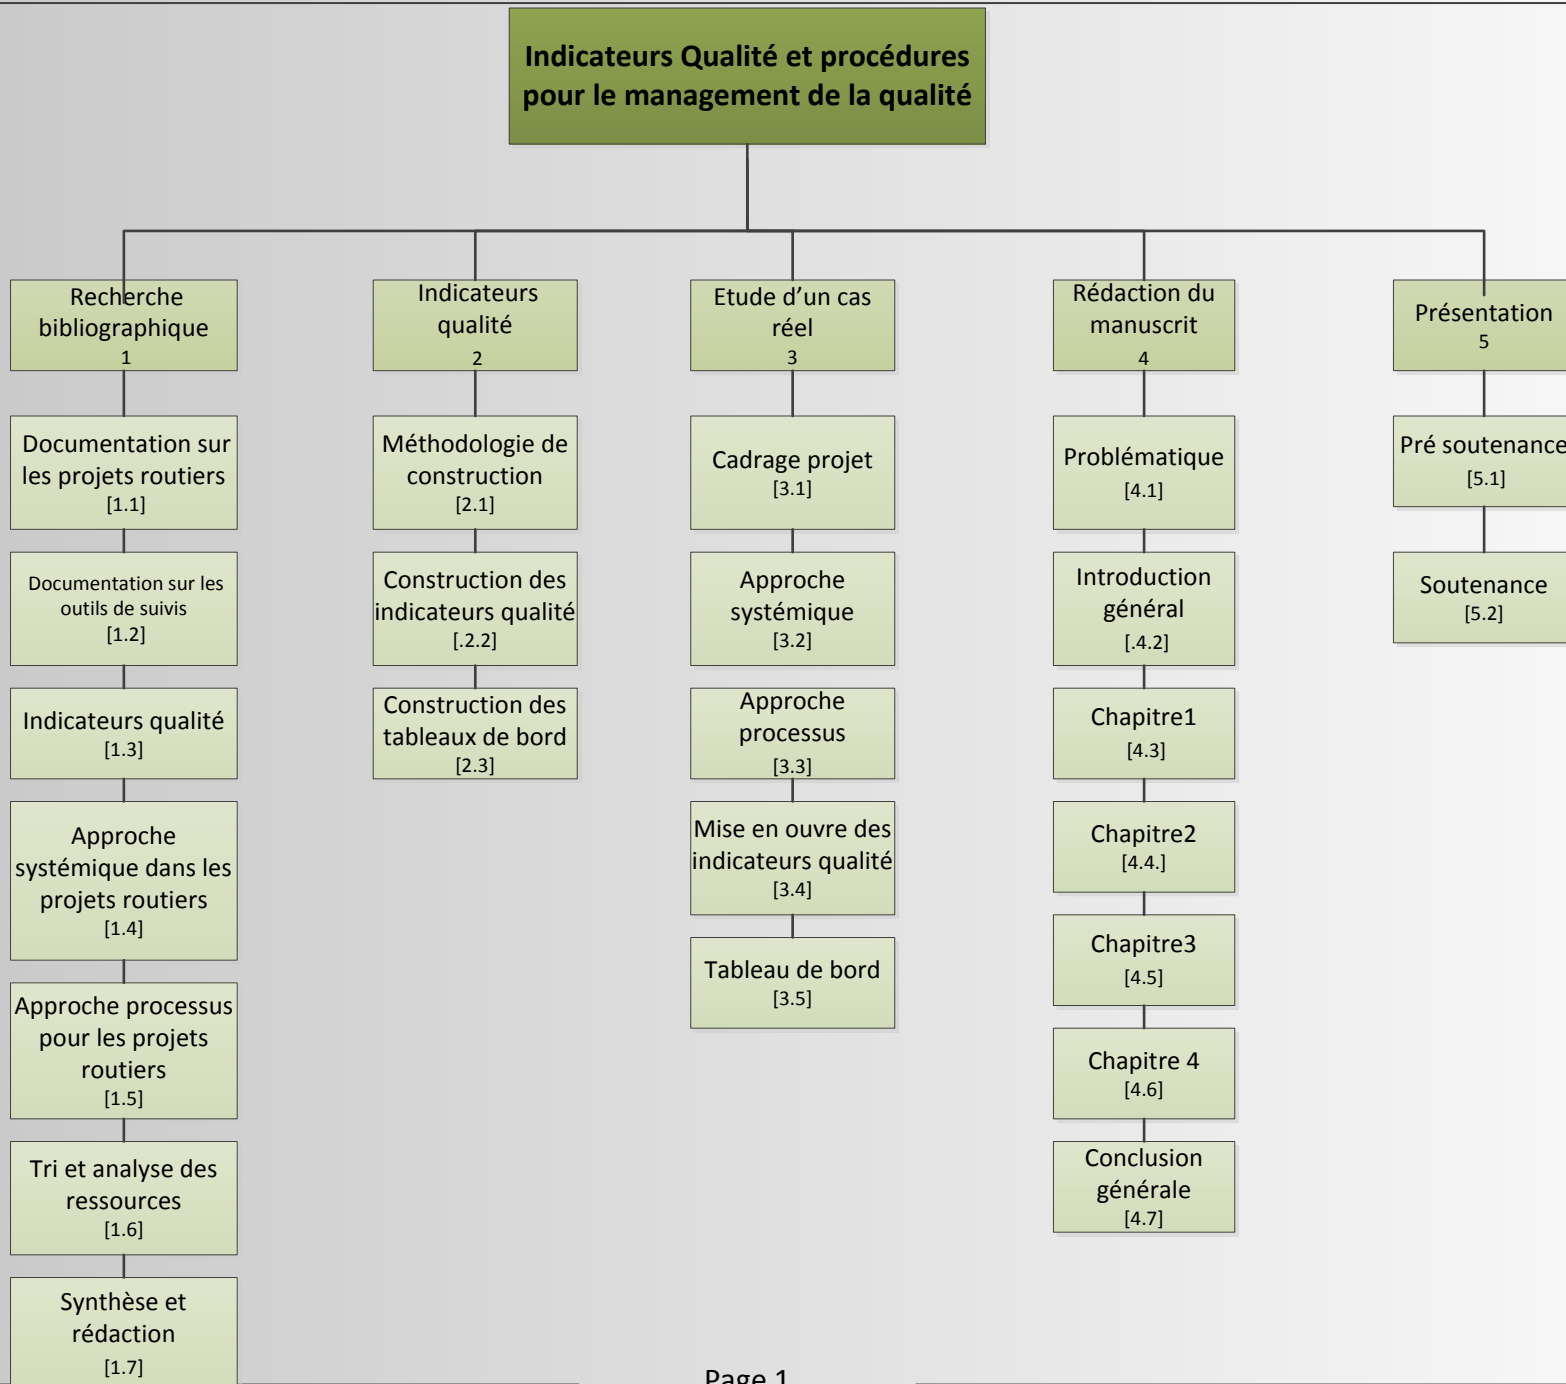 Indicateurs Qualité et procédures
pour le management de la qualité
Recherche
bibliographique
1
Documentation sur
les projets routiers
[1.1]
Documentation sur les
outils de suivis
[1.2]
Indicateurs qualité
[1.3]
Approche
systémique dans les
projets routiers
[1.4]
Approche processus
pour les projets
routiers
[1.5]
Tri et analyse des
ressources
[1.6]
Synthèse et
rédaction
[1.7]
Indicateurs
qualité
2
Méthodologie de
construction
[2.1]
Construction des
indicateurs qualité
[.2.2]
Construction des
tableaux de bord
[2.3]
Etude d’un cas
réel
3
Cadrage projet
[3.1]
Approche
systémique
[3.2]
Approche
processus
[3.3]
Mise en ouvre des
indicateurs qualité
[3.4]
Tableau de bord
[3.5]
Rédaction du
manuscrit
4
Problématique
[4.1]
Introduction
général
[.4.2]
Chapitre1
[4.3]
Chapitre2
[4.4.]
Chapitre3
[4.5]
Chapitre 4
[4.6]
Conclusion
générale
[4.7]
Présentation
5
Pré soutenance
[5.1]
Soutenance
[5.2]
Page 1